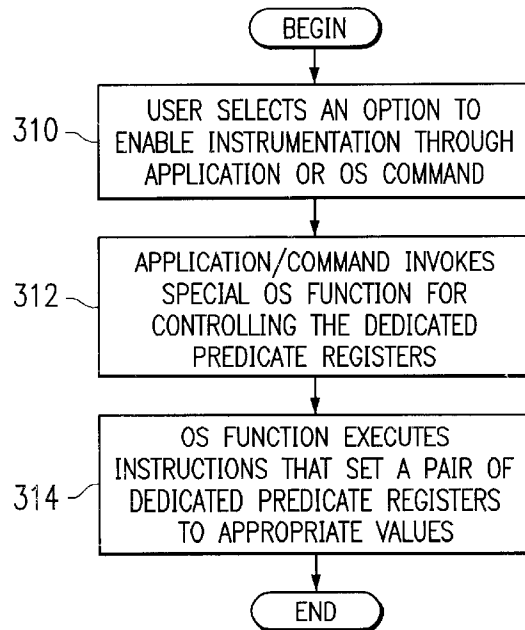 BEGIN
310
USER SELECTS AN OPTION TO
ENABLE INSTRUMENTATION THROUGH
APPLICATION OR OS COMMAND
312
APPLICATION/COMMAND INVOKES
SPECIAL OS FUNCTION FOR
CONTROLLING THE DEDICATED
PREDICATE REGISTERS
314
OS FUNCTION EXECUTES
INSTRUCTIONS THAT SET A PAIR OF
DEDICATED PREDICATE REGISTERS
TO APPROPRIATE VALUES
END